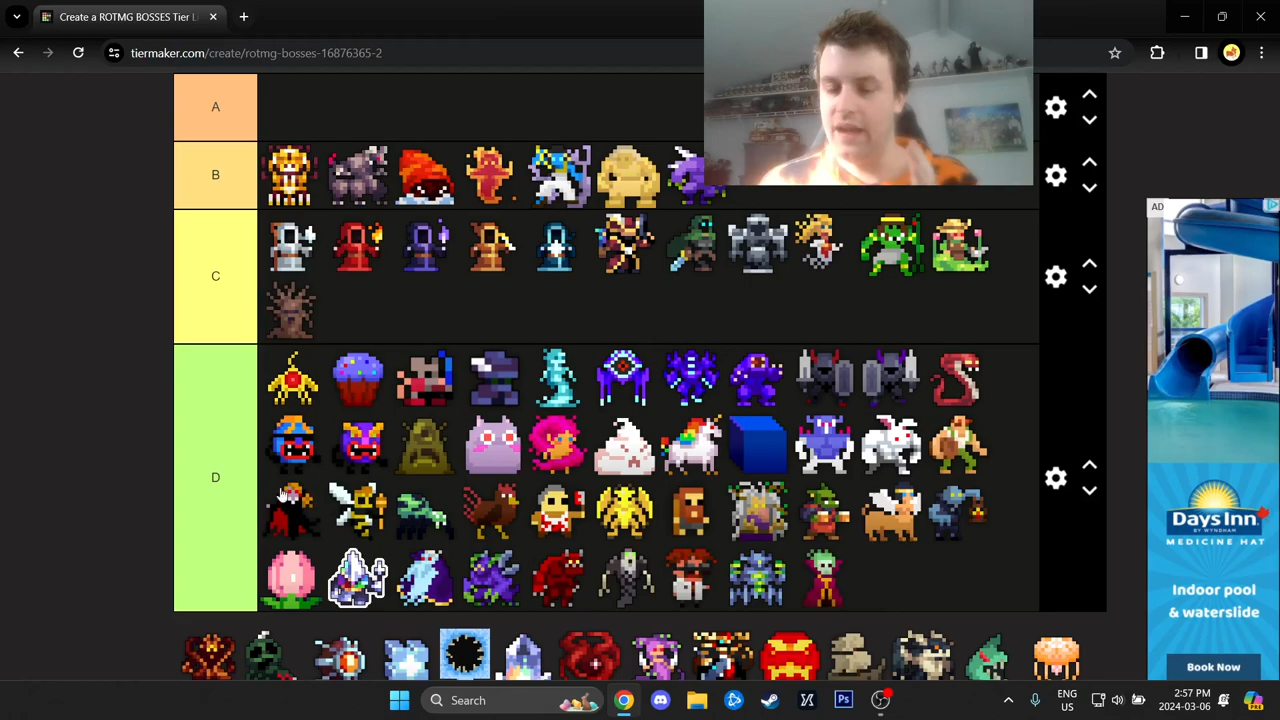 Create a ROTMG BOSSES Tier L
tiermaker.com/create/rotmg-bosses-16876365-2
A
B
C
D
AD
Days Inn
BY WYNDHAM
MEDICINE HAT
Indoor pool
& waterslide
Book Now
Search
ENG
US
2:57 PM
2024-03-06